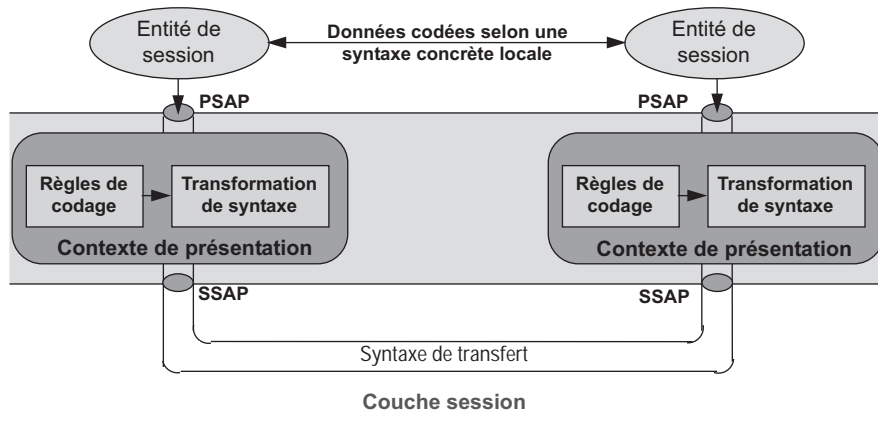 Entité de
session
Données codées selon une
syntaxe concrète locale
Entité de
session
PSAP
PSAP
Règles de
codage
Transformation
de syntaxe
Contexte de présentation
Règles de
codage
Transformation
de syntaxe
Contexte de présentation
SSAP
SSAP
Syntaxe de transfert
Couche session